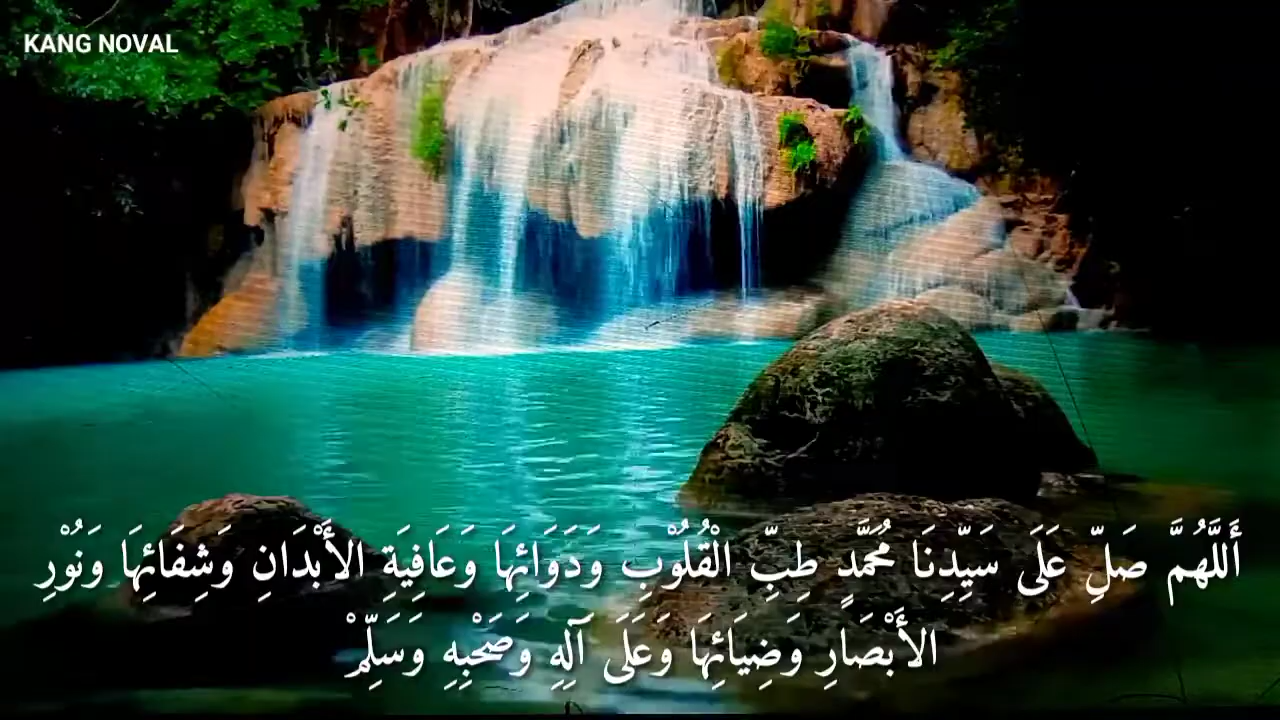 KANG NOVAL
أَللَّهُمَّ صَلِّ عَلَى سَيِّدِنَا مُحَمَّدٍ طِبِّ الْقُلُوْبِ وَدَوَائِهَا وَعَافِيَةِ الأَبْدَانِ وَشِفَائِهَا وَنُوْرِ
الأَبْصَارِ وَضِيَائِهَا وَعَلَى آلِهِ وَصَحْبِهِ وَسَلِّمْ